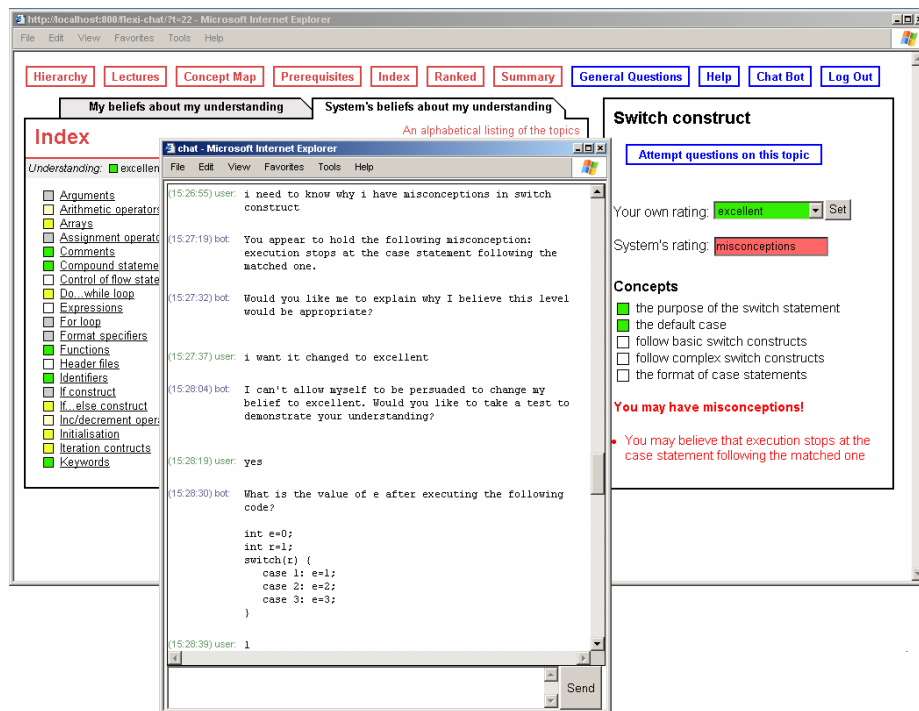 http://localhost:800/flexi-chat/?t=22 - Microsoft Internet Explorer
File Edit View Favorites Tools Help
Hierarchy Lectures Concept Map Prerequisites Index Ranked Summary General Questions Help Chat Bot Log Out
My beliefs about my understanding
System's beliefs about my understanding
Index
An alphabetical listing of the topics
Understanding: excellen
Arguments
Arithmetic operators
Arrays
Assignment operato
Comments
Compound stateme
Control of flow state
Do...while loop
Expressions
For loop
Format specifiers
Functions
Header files
Identifiers
If construct
If...else construct
Inc/decrement opera
Initialisation
Iteration contructs
Keywords
chat - Microsoft Internet Explorer
File Edit View Favorites Tools Help
(15:26:55) user: i need to know why i have misconceptions in switch
construct
(15:27:19) bot: You appear to hold the following misconception:
execution stops at the case statement following the
matched one.
(15:27:32) bot: Would you like me to explain why I believe this level
would be appropriate?
(15:27:37) user: i want it changed to excellent
(15:28:04) bot: I can't allow myself to be persuaded to change my
belief to excellent. Would you like to take a test to
demonstrate your understanding?
(15:28:19) user: yes
(15:28:30) bot: What is the value of e after executing the following
code?
int e=0;
int r=1;
switch(r) {
case 1: e=1;
case 2: e=2;
case 3: e=3;
}
(15:28:39) user: 1
Send
Switch construct
Attempt questions on this topic
Your own rating: excellent Set
System's rating: misconceptions
Concepts
the purpose of the switch statement
the default case
follow basic switch constructs
follow complex switch constructs
the format of case statements
You may have misconceptions!
• You may believe that execution stops at the
case statement following the matched one